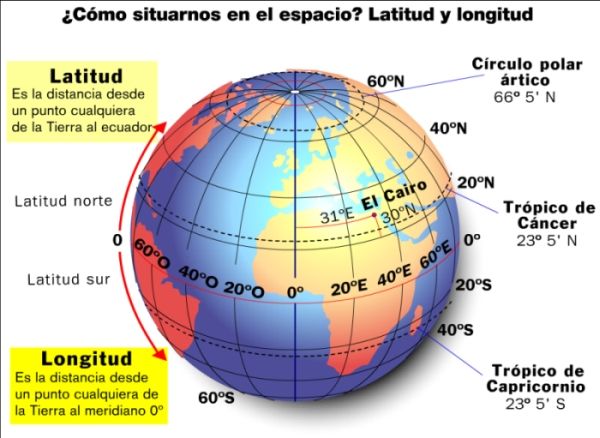 ¿Cómo situarnos en el espacio? Latitud y longitud
Latitud
Es la distancia desde
un punto cualquiera
de la Tierra al ecuador
Círculo polar
ártico
66º 5' N
60ºN
40ºN
20ºN
Latitud norte
El Cairo
31ºE
30ºN
Trópico de
Cáncer
23º 5' N
0
60ºO
40ºO
20ºO
0º
20ºE
40ºE
60ºE
0º
Latitud sur
20ºS
40ºS
60ºS
Longitud
Es la distancia desde
un punto cualquiera de
la Tierra al meridiano 0º
Trópico de
Capricornio
23º 5' S